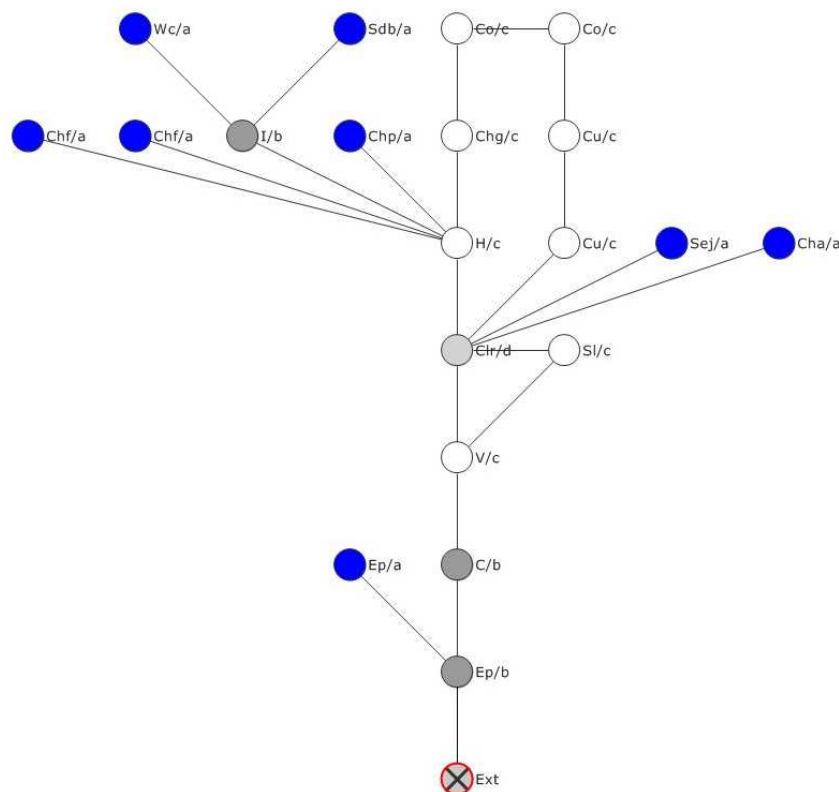 Wc/a Sdb/a Co/c Co/c
Chf/a Chf/a I/b Chp/a Chg/c Cu/c
H/c Cu/c Sej/a Cha/a
Clr/d Sl/c
V/c
Ep/a C/b
Ep/b
Ext